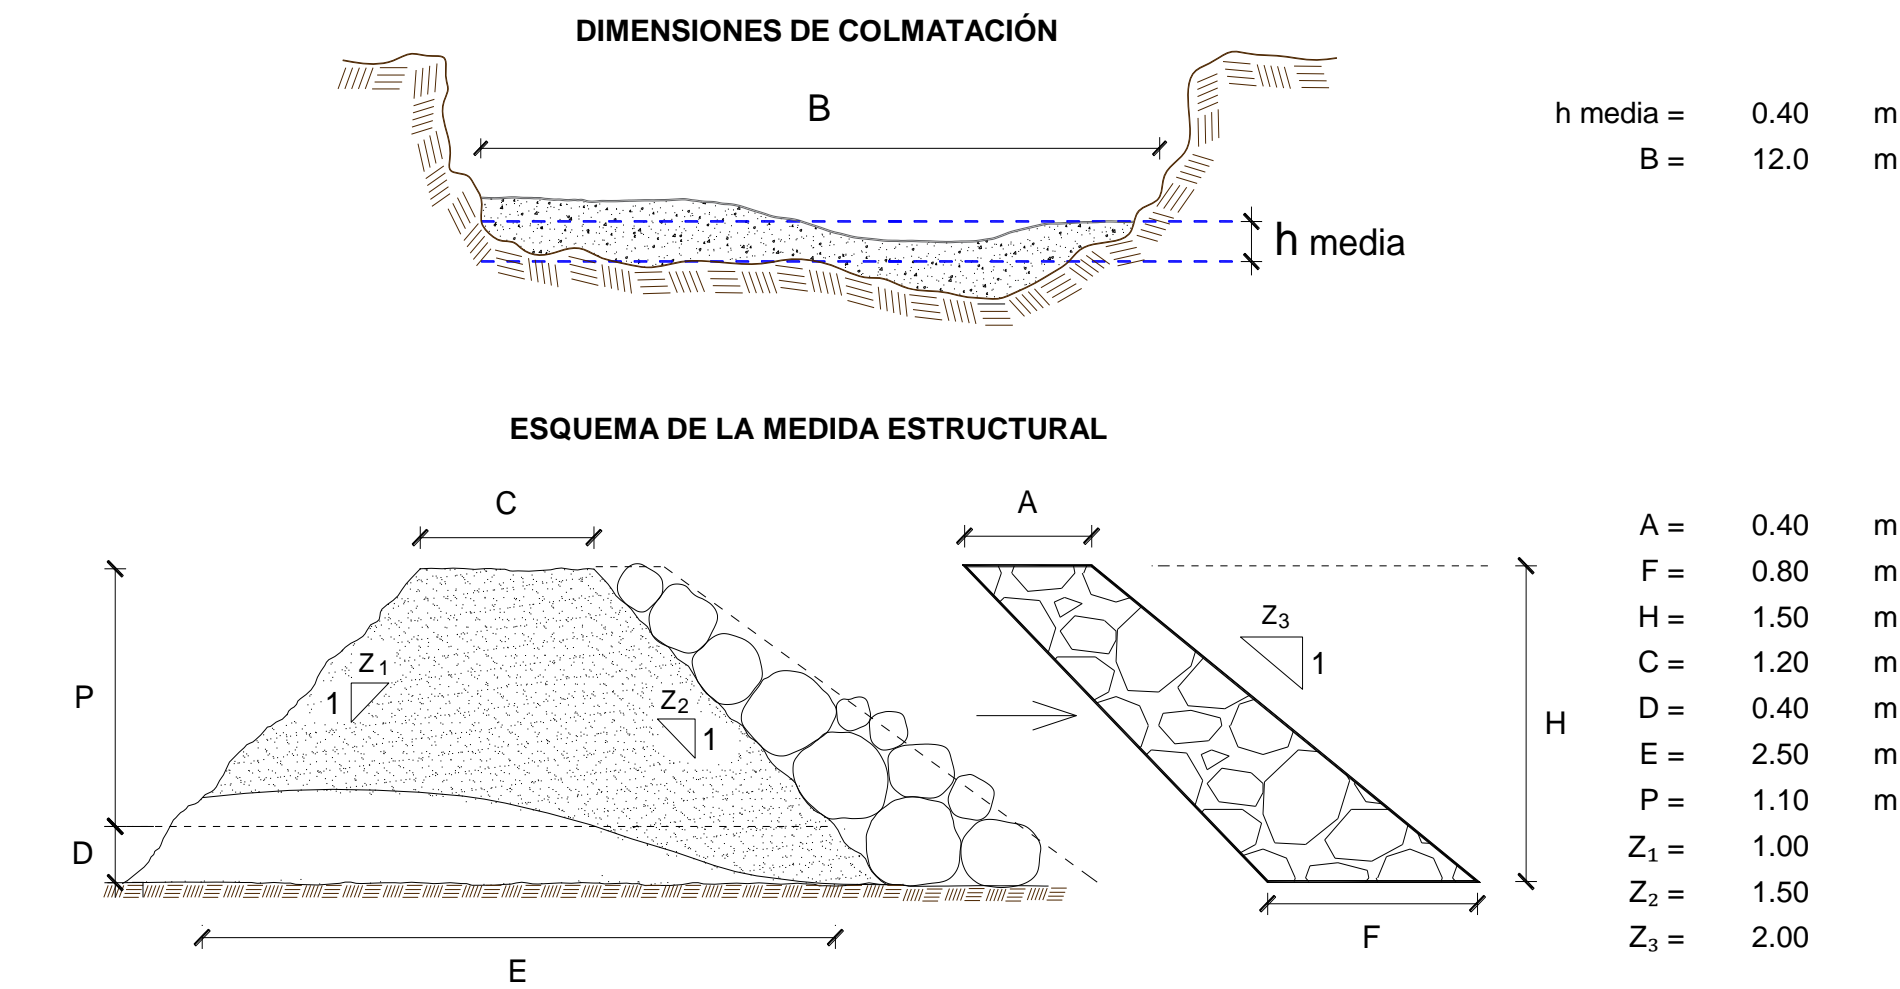 DIMENSIONES DE COLMATACIÓN
B
h media
h media = 0.40 m
B = 12.0 m
ESQUEMA DE LA MEDIDA ESTRUCTURAL
C
A
P
D
E
Z1
1
Z2
1
Z3
1
H
F
A = 0.40 m
F = 0.80 m
H = 1.50 m
C = 1.20 m
D = 0.40 m
E = 2.50 m
P = 1.10 m
Z₁ = 1.00
Z₂ = 1.50
Z₃ = 2.00